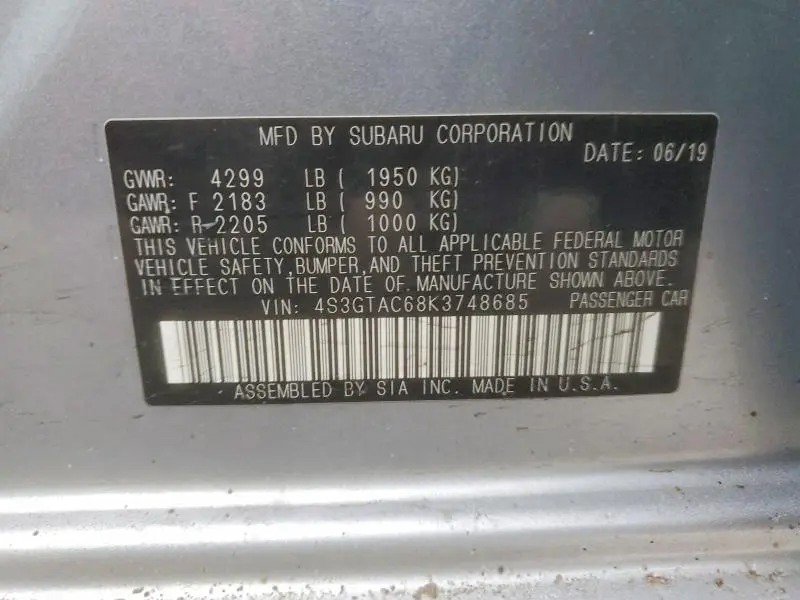 MFD BY SUBARU CORPORATION
DATE: 06/19
GVWR: 4299 LB ( 1950 KG)
GAWR: F 2183 LB ( 990 KG)
GAWR: R 2205 LB ( 1000 KG)
THIS VEHICLE CONFORMS TO ALL APPLICABLE FEDERAL MOTOR
VEHICLE SAFETY, BUMPER, AND THEFT PREVENTION STANDARDS
IN EFFECT ON THE DATE OF MANUFACTURE SHOWN ABOVE.
VIN: 4S3GTAC68K3748685 PASSENGER CAR
ASSEMBLED BY SIA INC. MADE IN U.S.A.